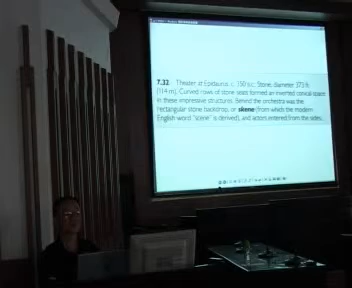 7.32 Theater at Epidaurus c. 350 B.C. Stone, diameter 373 ft
(114 m). Curved rows of stone seats formed an inverted conical space
in these impressive structures. Behind the orchestra was the
rectangular stone backdrop, or skene (from which the modern
English word "scene" is derived), and actors entered from the sides.